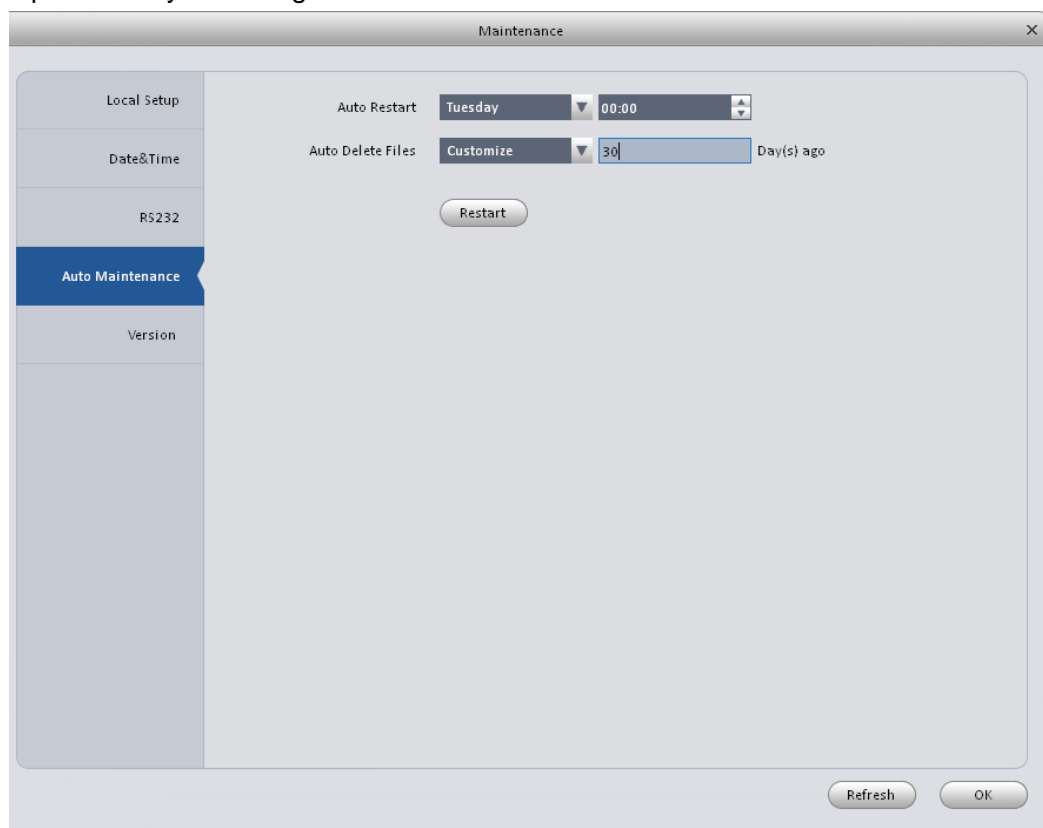 Maintenance
Local Setup
Date&Time
RS232
Auto Maintenance
Version
Auto Restart Tuesday 00:00
Auto Delete Files Customize 30 Day(s) ago
Restart
Refresh OK